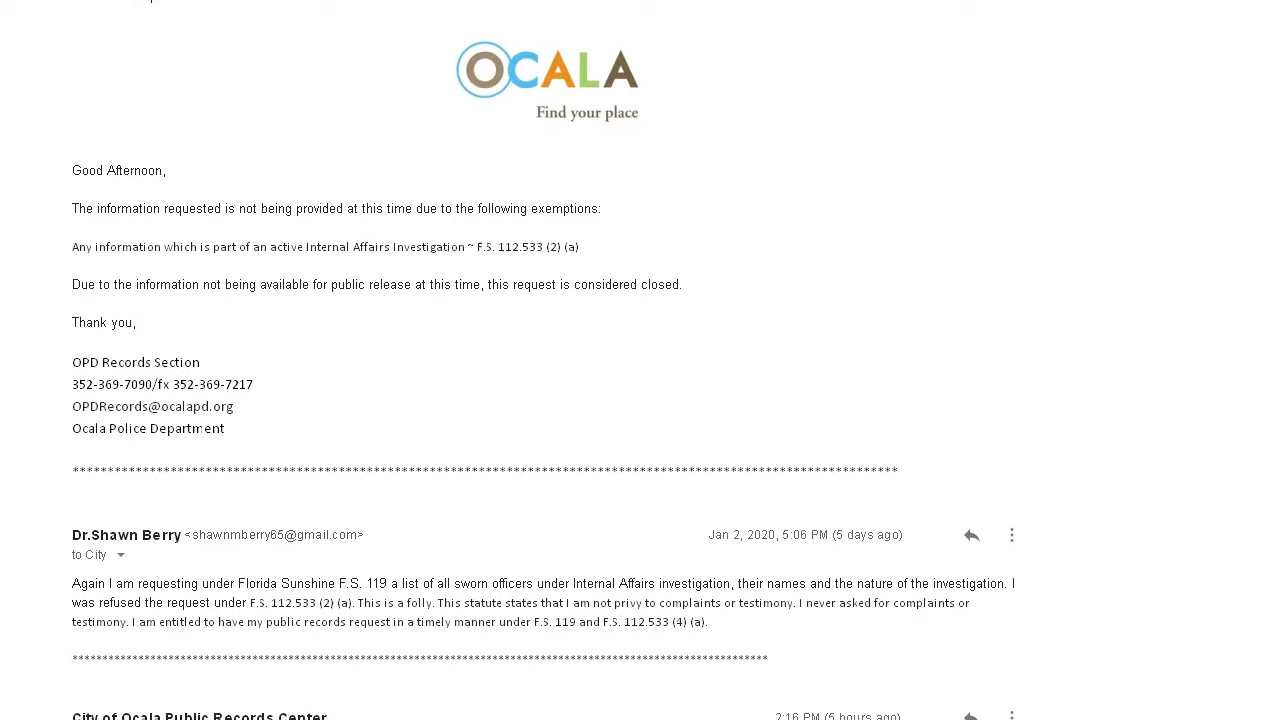 OCALA
Find your place
Good Afternoon,
The information requested is not being provided at this time due to the following exemptions:
Any information which is part of an active Internal Affairs Investigation ~ F.S. 112.533 (2) (a)
Due to the information not being available for public release at this time, this request is considered closed.
Thank you,
OPD Records Section
352-369-7090/fx 352-369-7217
OPDRecords@ocalapd.org
Ocala Police Department
**********************************************************************************************************************
Dr.Shawn Berry <shawnmberry65@gmail.com> Jan 2, 2020, 5:06 PM (5 days ago)
to City
Again I am requesting under Florida Sunshine F.S. 119 a list of all sworn officers under Internal Affairs investigation, their names and the nature of the investigation. I
was refused the request under F.S. 112.533 (2) (a). This is a folly. This statute states that I am not privy to complaints or testimony. I never asked for complaints or
testimony. I am entitled to have my public records request in a timely manner under F.S. 119 and F.S. 112.533 (4) (a).
********************************************************************************************************************
City of Ocala Public Records Center 2:16 PM (5 hours ago)